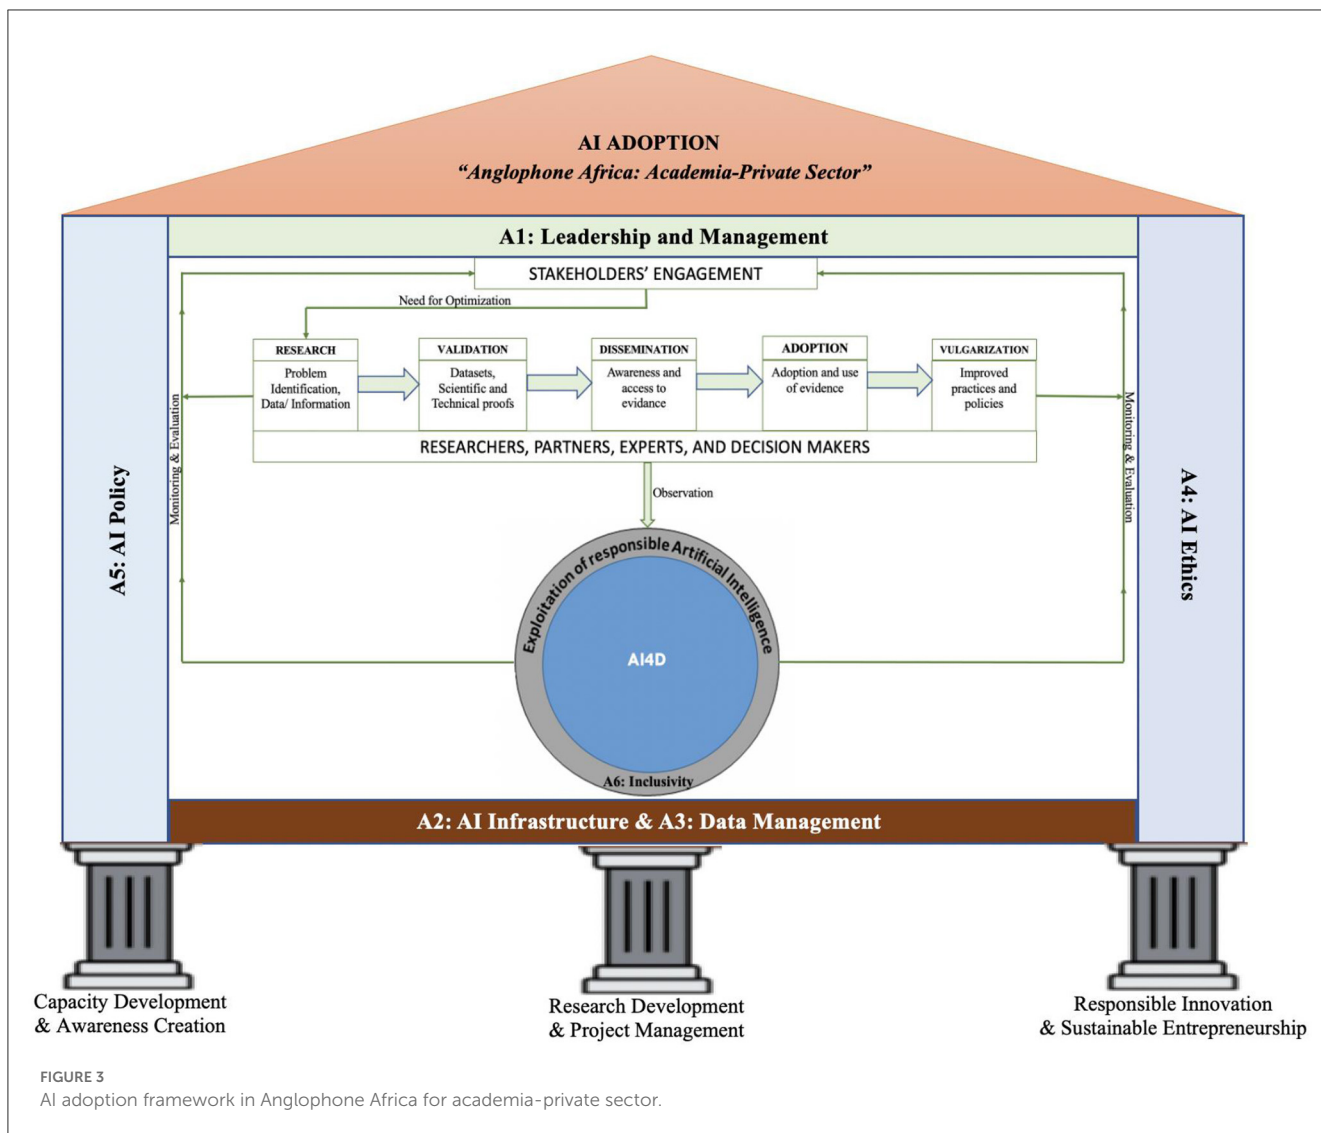 AI ADOPTION
“Anglophone Africa: Academia-Private Sector”
A1: Leadership and Management
STAKEHOLDERS’ ENGAGEMENT
Need for Optimization
RESEARCH
Problem
Identification,
Data/ Information
VALIDATION
Datasets,
Scientific and
Technical proofs
DISSEMINATION
Awareness and
access to
evidance
ADOPTION
Adoption and use
of evidence
VULGARIZATION
Improved
practices and
policies
RESEARCHERS, PARTNERS, EXPERTS, AND DECISION MAKERS
Monitoring & Evaluation
Monitoring & Evaluation
A5: AI Policy
A4: AI Ethics
Observation
Exploitation of responsible Artificial Intelligence
AI4D
A6: Inclusivity
A2: AI Infrastructure & A3: Data Management
Capacity Development
& Awareness Creation
Research Development
& Project Management
Responsible Innovation
& Sustainable Entrepreneurship
FIGURE 3
AI adoption framework in Anglophone Africa for academia-private sector.